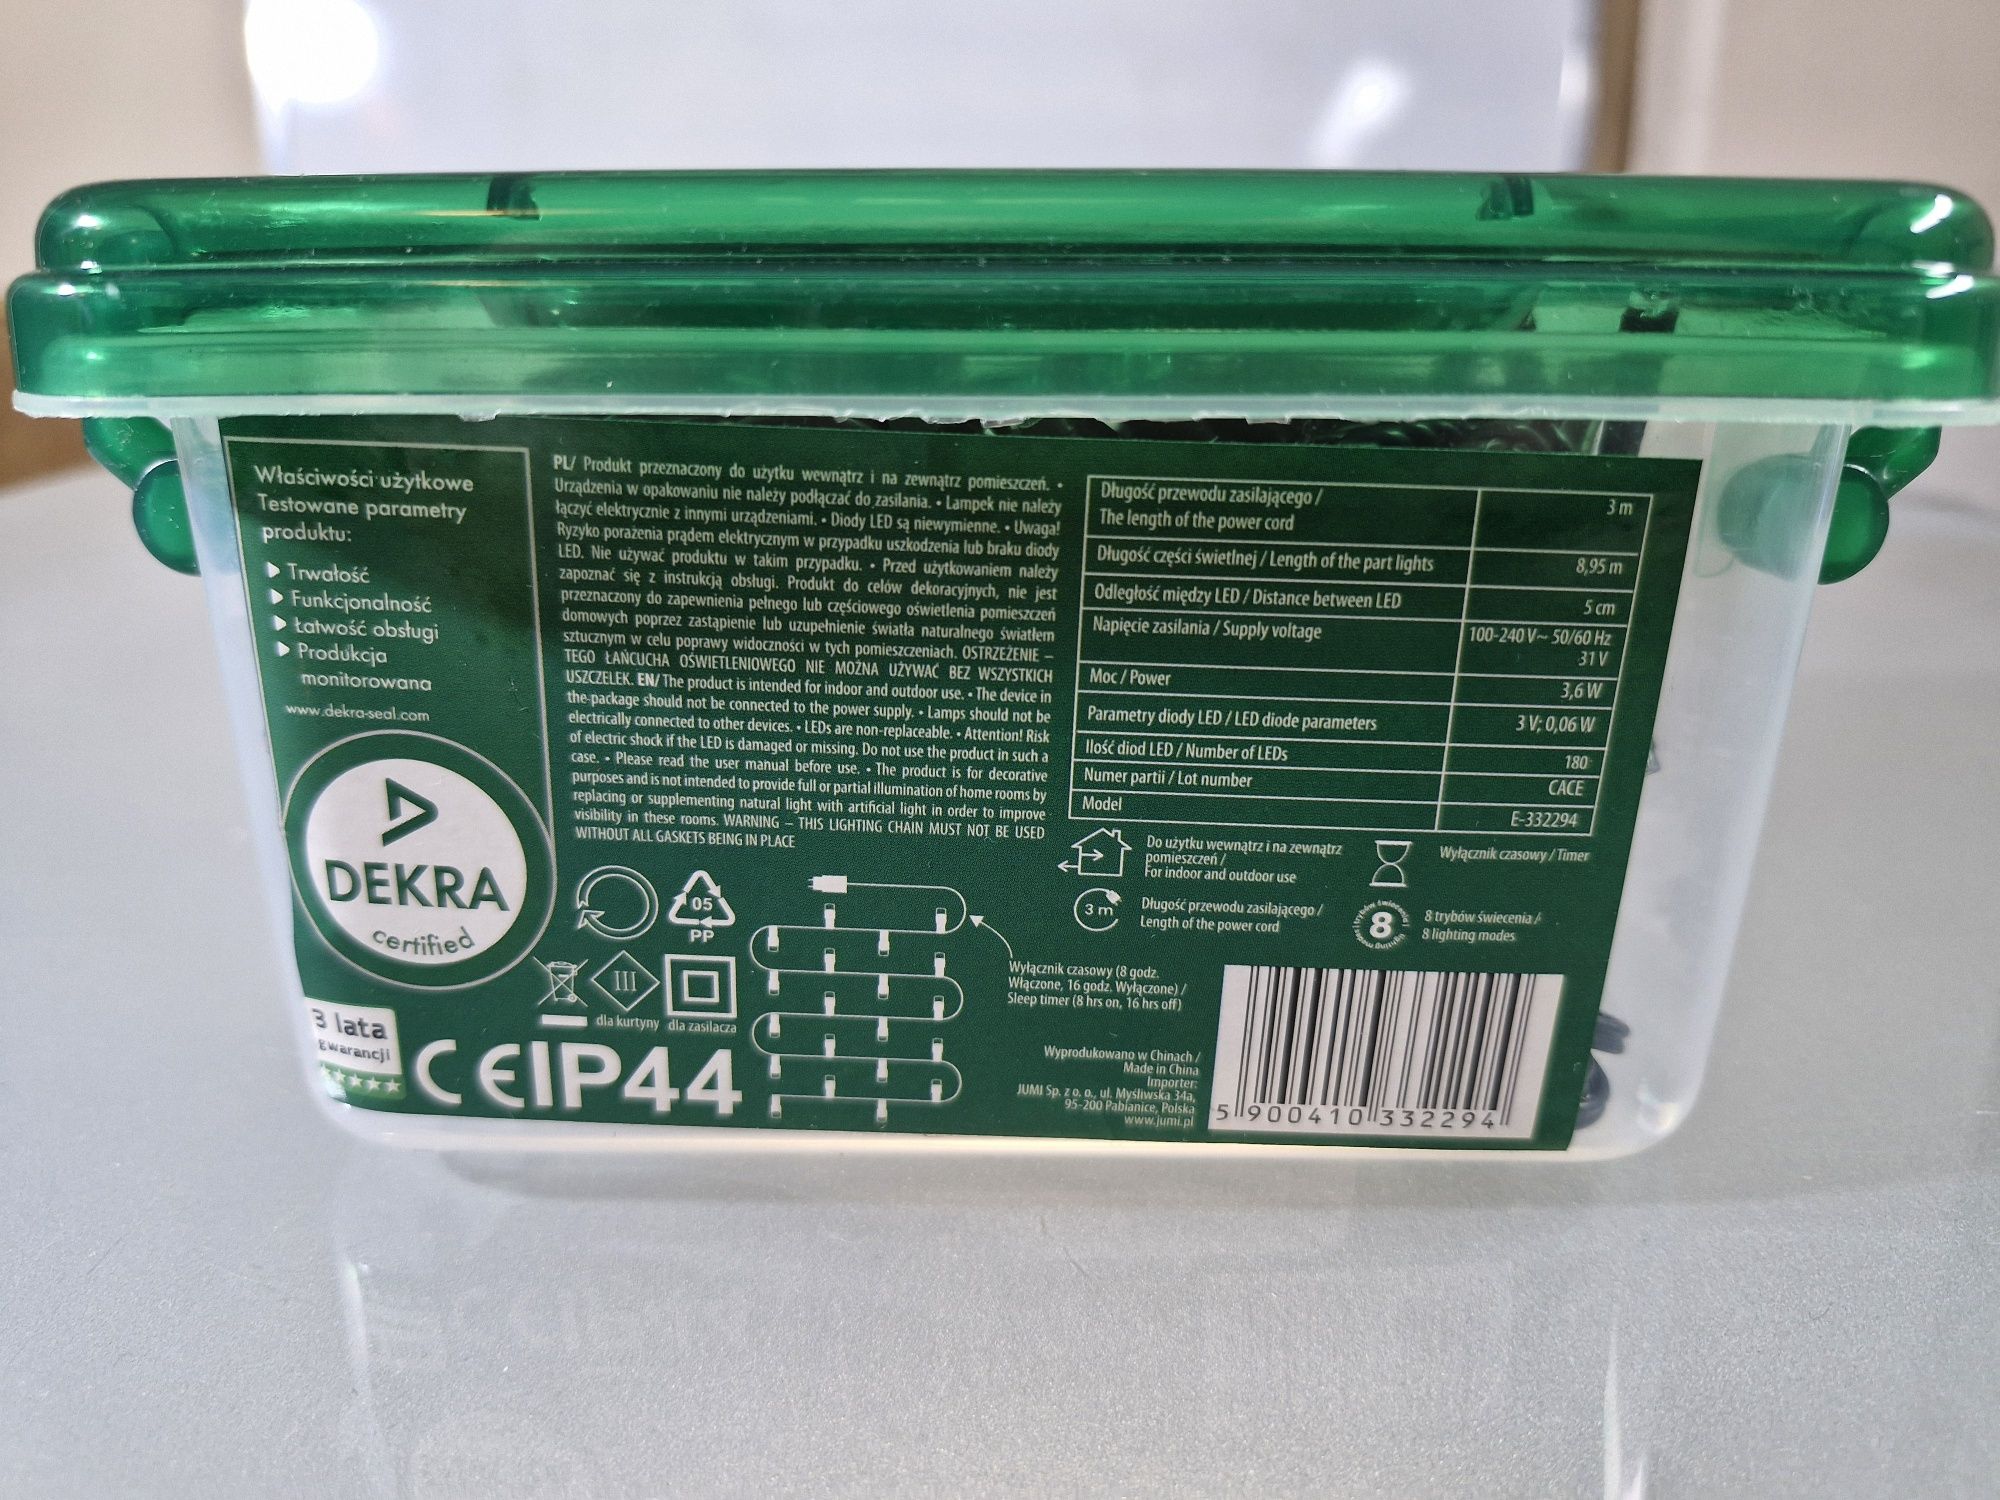 Właściwości użytkowe
Testowane parametry
produktu:
Trwałość
Funkcjonalność
Łatwość obsługi
Produkcja
monitorowana
www.dekra-seal.com
DEKRA
certified
3 lata
gwarancji
PL/ Produkt przeznaczony do użytku wewnątrz i na zewnątrz pomieszczeń. •
Urządzenia w opakowaniu nie należy podłączać do zasilania. • Lampek nie należy
łączyć elektrycznie z innymi urządzeniami. • Diody LED są niewymienne. • Uwaga!
Ryzyko porażenia prądem elektrycznym w przypadku uszkodzenia lub braku diody
LED. Nie używać produktu w takim przypadku. • Przed użytkowaniem należy
zapoznać się z instrukcją obsługi. Produkt do celów dekoracyjnych, nie jest
przeznaczony do zapewnienia pełnego lub częściowego oświetlenia pomieszczeń
domowych poprzez zastąpienie lub uzupełnienie światła naturalnego światłem
sztucznym w celu poprawy widoczności w tych pomieszczeniach. OSTRZEŻENIE –
TEGO ŁAŃCUCHA OŚWIETLENIOWEGO NIE MOŻNA UŻYWAĆ BEZ WSZYSTKICH
USZCZELEK. EN/ The product is intended for indoor and outdoor use. • The device in
the package should not be connected to the power supply. • Lamps should not be
electrically connected to other devices. • LEDs are non-replaceable. • Attention! Risk
of electric shock if the LED is damaged or missing. Do not use the product in such a
case. • Please read the user manual before use. • The product is for decorative
purposes and is not intended to provide full or partial illumination of home rooms by
replacing or supplementing natural light with artificial light in order to improve
visibility in these rooms. WARNING – THIS LIGHTING CHAIN MUST NOT BE USED
WITHOUT ALL GASKETS BEING IN PLACE
05
PP
III
dla kurtyny dla zasilacza
CE IP44
Długość przewodu zasilającego /
The length of the power cord
3 m
Długość części świetlnej / Length of the part lights
8,95 m
Odległość między LED / Distance between LED
5 cm
Napięcie zasilania / Supply voltage
100-240 V~ 50/60 Hz
31 V
Moc / Power
3,6 W
Parametry diody LED / LED diode parameters
3 V; 0,06 W
Ilość diod LED / Number of LEDs
180
Numer partii / Lot number
CACE
Model
E-332294
Do użytku wewnątrz i na zewnątrz
pomieszczeń /
For indoor and outdoor use
Wyłącznik czasowy / Timer
3 m
Długość przewodu zasilającego /
Length of the power cord
8
8 trybów świecenia /
8 lighting modes
Wyłącznik czasowy (8 godz.
Włączone, 16 godz. Wyłączone) /
Sleep timer (8 hrs on, 16 hrs off)
Wyprodukowano w Chinach /
Made in China
Importer:
JUMI Sp. z o. o., ul. Myśliwska 34a,
95-200 Pabianice, Polska
www.jumi.pl
5 900410 332294